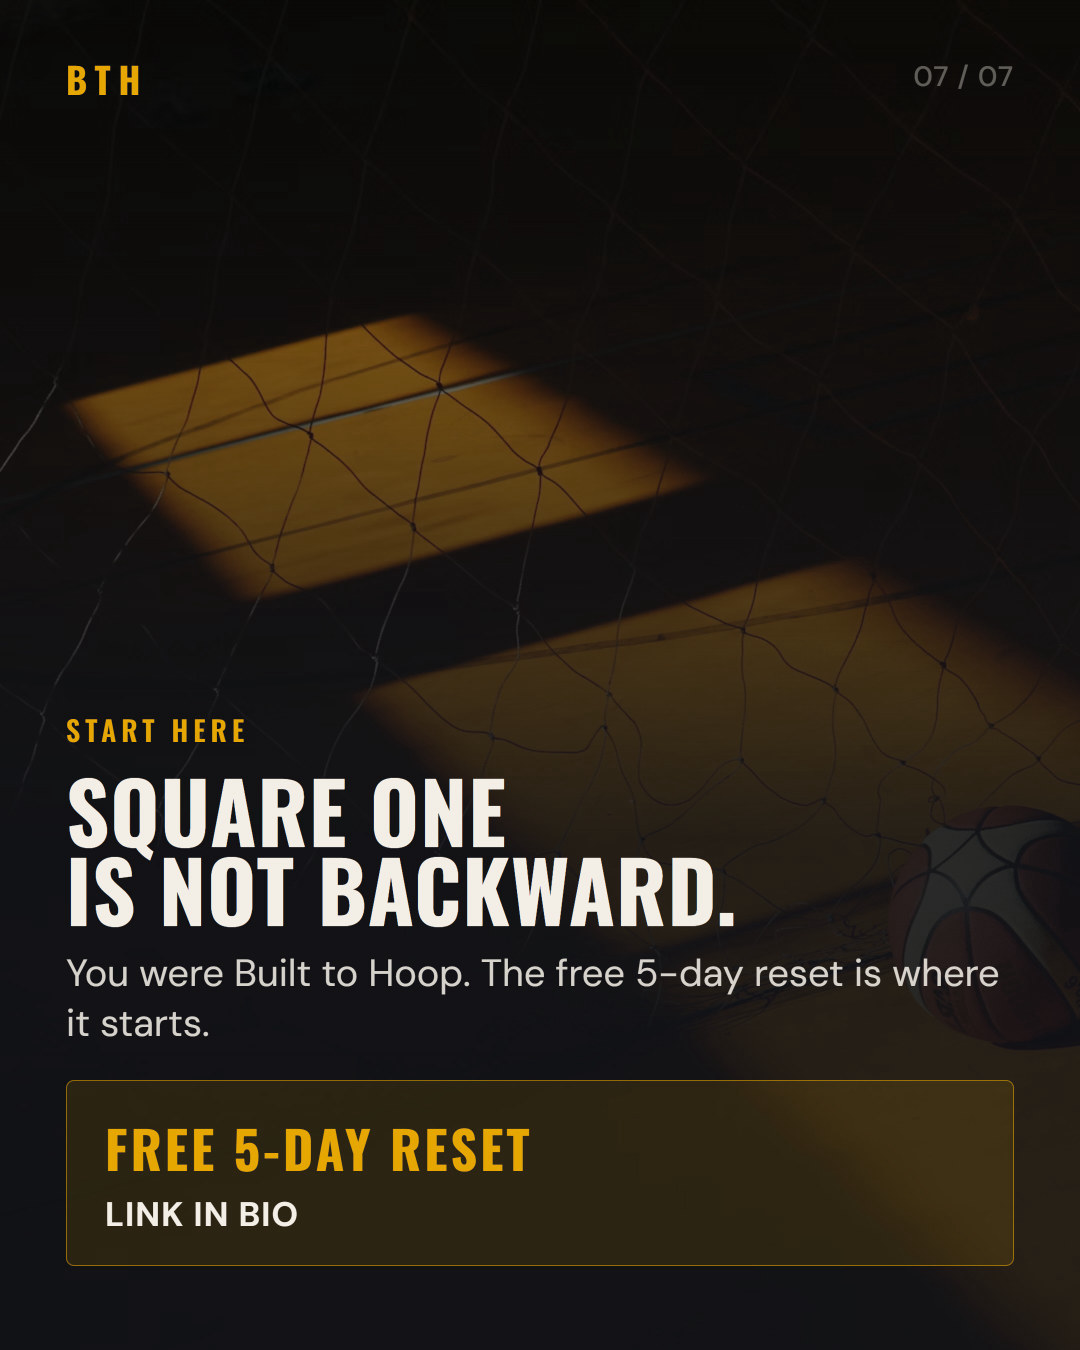 BTH
07 / 07
START HERE
SQUARE ONE
IS NOT BACKWARD.
You were Built to Hoop. The free 5-day reset is where
it starts.
FREE 5-DAY RESET
LINK IN BIO